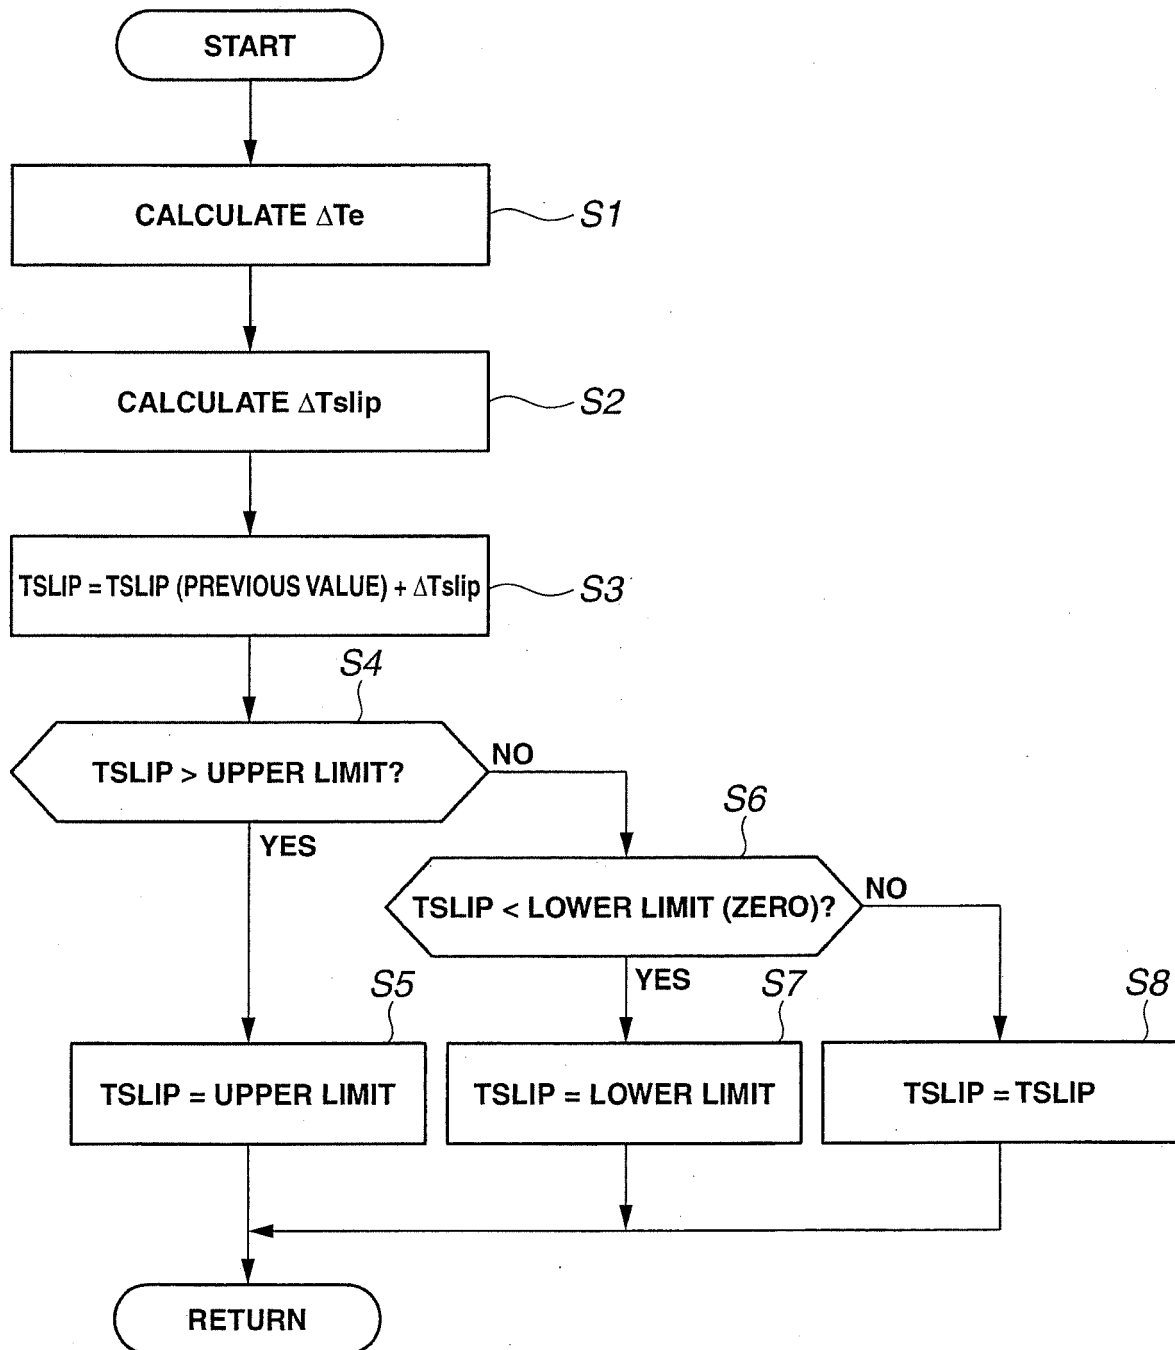 START
CALCULATE ΔTe
S1
CALCULATE ΔTslip
S2
TSLIP = TSLIP (PREVIOUS VALUE) + ΔTslip
S3
S4
TSLIP > UPPER LIMIT?
NO
YES
S6
TSLIP < LOWER LIMIT (ZERO)?
NO
YES
S5
S7
S8
TSLIP = UPPER LIMIT
TSLIP = LOWER LIMIT
TSLIP = TSLIP
RETURN